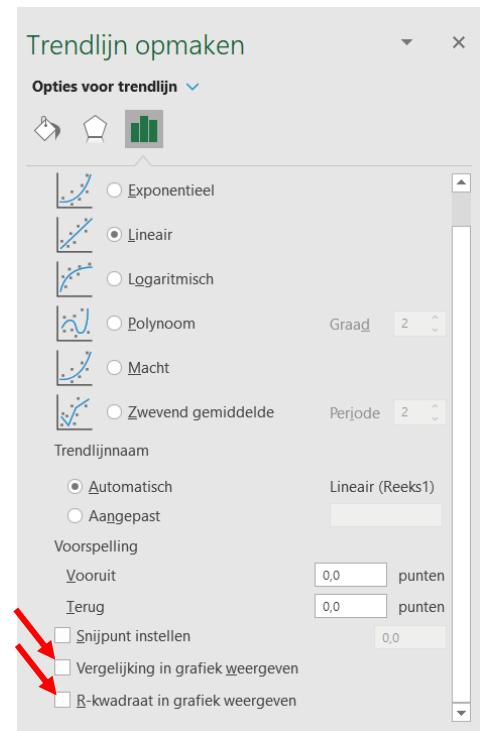 Trendlijn opmaken
Opties voor trendlijn
Exponentieel
Lineair
Logaritmisch
Polynoom Graad 2
Macht
Zwevend gemiddelde Periode 2
Trendlijnnaam
Automatisch Lineair (Reeks1)
Aangepast
Voorspelling
Vooruit 0,0 punten
Terug 0,0 punten
Snijpunt instellen 0,0
Vergelijking in grafiek weergeven
R-kwadraat in grafiek weergeven